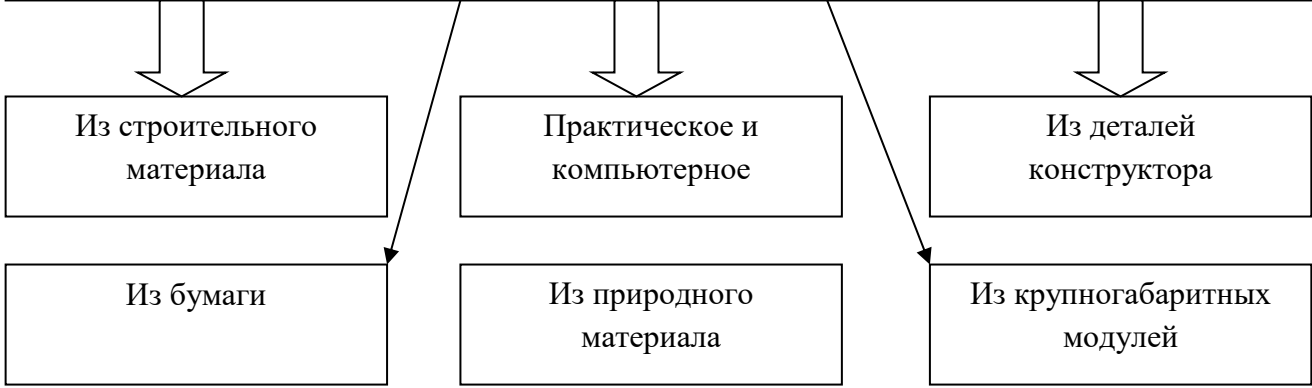 Из строительного
материала
Практическое и
компьютерное
Из деталей
конструктора
Из бумаги
Из природного
материала
Из крупногабаритных
модулей